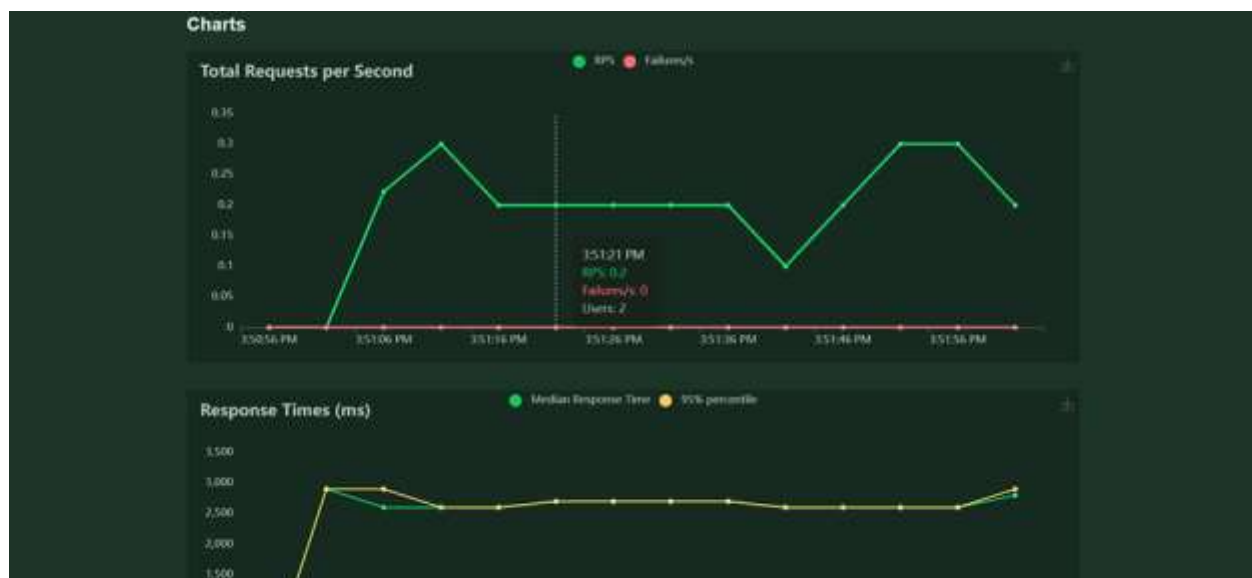 Charts
Total Requests per Second
RPS Failures/s
0.35
0.3
0.25
0.2
0.15
0.1
0.05
0
3:51:21 PM
RPS: 0.2
Failures/s: 0
Users: 2
3:50:56 PM 3:51:06 PM 3:51:16 PM 3:51:26 PM 3:51:36 PM 3:51:46 PM 3:51:56 PM
Response Times (ms)
Median Response Time 95% percentile
3,500
3,000
2,500
2,000
1,500